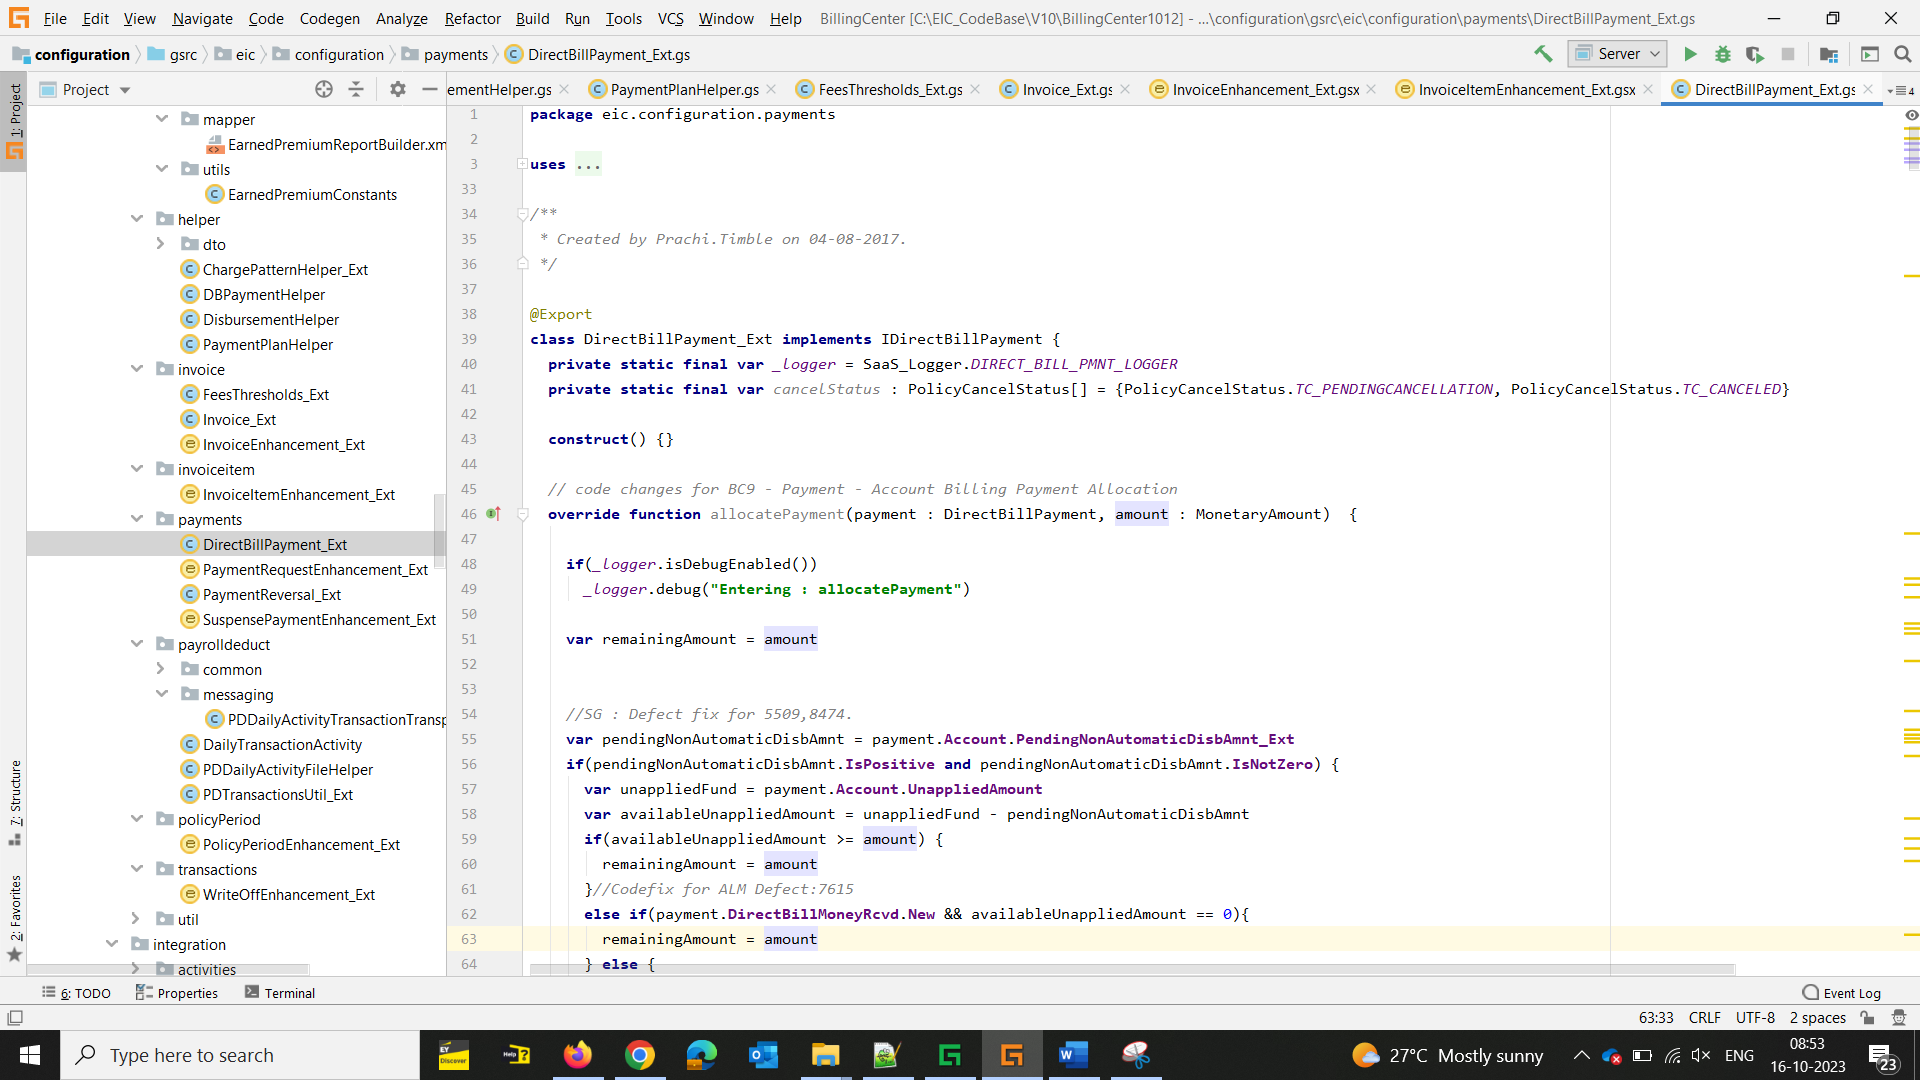 File Edit View Navigate Code Codegen Analyze Refactor Build Run Tools VCS Window Help BillingCenter [C:\EIC_CodeBase\V10\BillingCenter1012] - ...\configuration\gsrc\eic\configuration\payments\DirectBillPayment_Ext.gs
configuration gsrc eic configuration payments DirectBillPayment_Ext.gs Server
Project ementHelper.gs PaymentPlanHelper.gs FeesThresholds_Ext.gs Invoice_Ext.gs InvoiceEnhancement_Ext.gsx InvoiceItemEnhancement_Ext.gsx DirectBillPayment_Ext.gs 4
1: Project
7: Structure
2: Favorites
mapper
EarnedPremiumReportBuilder.xm
utils
EarnedPremiumConstants
helper
dto
ChargePatternHelper_Ext
DBPaymentHelper
DisbursementHelper
PaymentPlanHelper
invoice
FeesThresholds_Ext
Invoice_Ext
InvoiceEnhancement_Ext
invoiceitem
InvoiceItemEnhancement_Ext
payments
DirectBillPayment_Ext
PaymentRequestEnhancement_Ext
PaymentReversal_Ext
SuspensePaymentEnhancement_Ext
payrolldeduct
common
messaging
PDDailyActivityTransactionTransp
DailyTransactionActivity
PDDailyActivityFileHelper
PDTransactionsUtil_Ext
policyPeriod
PolicyPeriodEnhancement_Ext
transactions
WriteOffEnhancement_Ext
util
integration
activities
1 package eic.configuration.payments
2
3 uses ...
33
34 /**
35 * Created by Prachi.Timble on 04-08-2017.
36 */
37
38 @Export
39 class DirectBillPayment_Ext implements IDirectBillPayment {
40 private static final var _logger = SaaS_Logger.DIRECT_BILL_PMNT_LOGGER
41 private static final var cancelStatus : PolicyCancelStatus[] = {PolicyCancelStatus.TC_PENDINGCANCELLATION, PolicyCancelStatus.TC_CANCELED}
42
43 construct() {}
44
45 // code changes for BC9 - Payment - Account Billing Payment Allocation
46 override function allocatePayment(payment : DirectBillPayment, amount : MonetaryAmount) {
47
48 if(_logger.isDebugEnabled())
49 _logger.debug("Entering : allocatePayment")
50
51 var remainingAmount = amount
52
53
54 //SG : Defect fix for 5509,8474.
55 var pendingNonAutomaticDisbAmnt = payment.Account.PendingNonAutomaticDisbAmnt_Ext
56 if(pendingNonAutomaticDisbAmnt.IsPositive and pendingNonAutomaticDisbAmnt.IsNotZero) {
57 var unappliedFund = payment.Account.UnappliedAmount
58 var availableUnappliedAmount = unappliedFund - pendingNonAutomaticDisbAmnt
59 if(availableUnappliedAmount >= amount) {
60 remainingAmount = amount
61 }//Codefix for ALM Defect:7615
62 else if(payment.DirectBillMoneyRcvd.New && availableUnappliedAmount == 0){
63 remainingAmount = amount
64 } else {
6: TODO Properties Terminal Event Log
63:33 CRLF UTF-8 2 spaces
Type here to search EY Discover Help? 27°C Mostly sunny ENG 08:53
16-10-2023 23